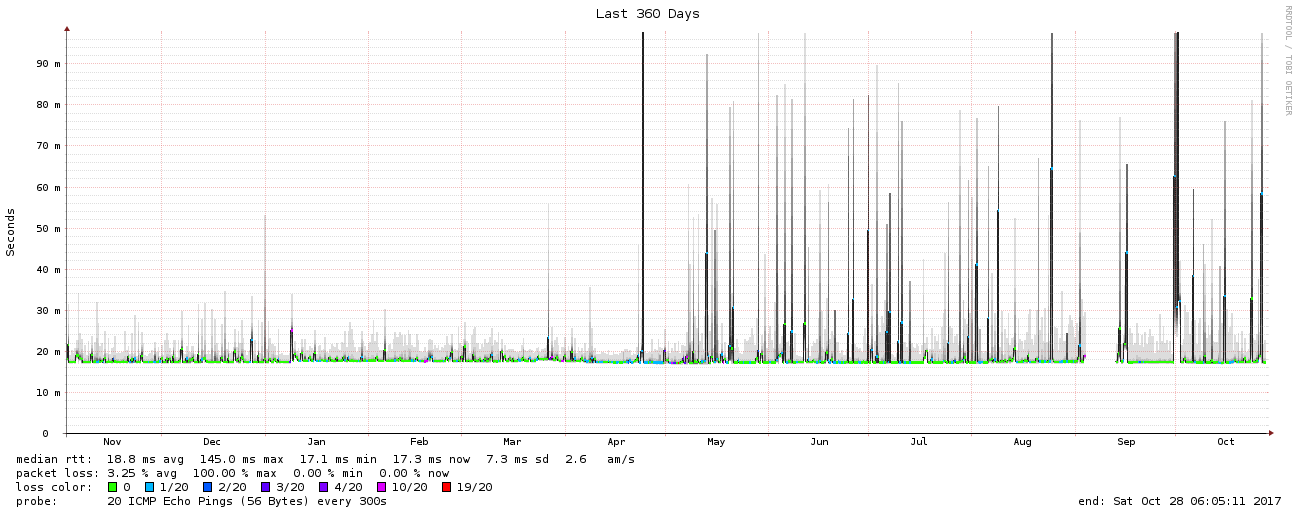 Last 360 Days
RRDTOOL / TOBI OETIKER
Seconds
90 m
80 m
70 m
60 m
50 m
40 m
30 m
20 m
10 m
0
Nov Dec Jan Feb Mar Apr May Jun Jul Aug Sep Oct
median rtt: 18.8 ms avg 145.0 ms max 17.1 ms min 17.3 ms now 7.3 ms sd 2.6 am/s
packet loss: 3.25 % avg 100.00 % max 0.00 % min 0.00 % now
loss color: 0 1/20 2/20 3/20 4/20 10/20 19/20
probe: 20 ICMP Echo Pings (56 Bytes) every 300s end: Sat Oct 28 06:05:11 2017